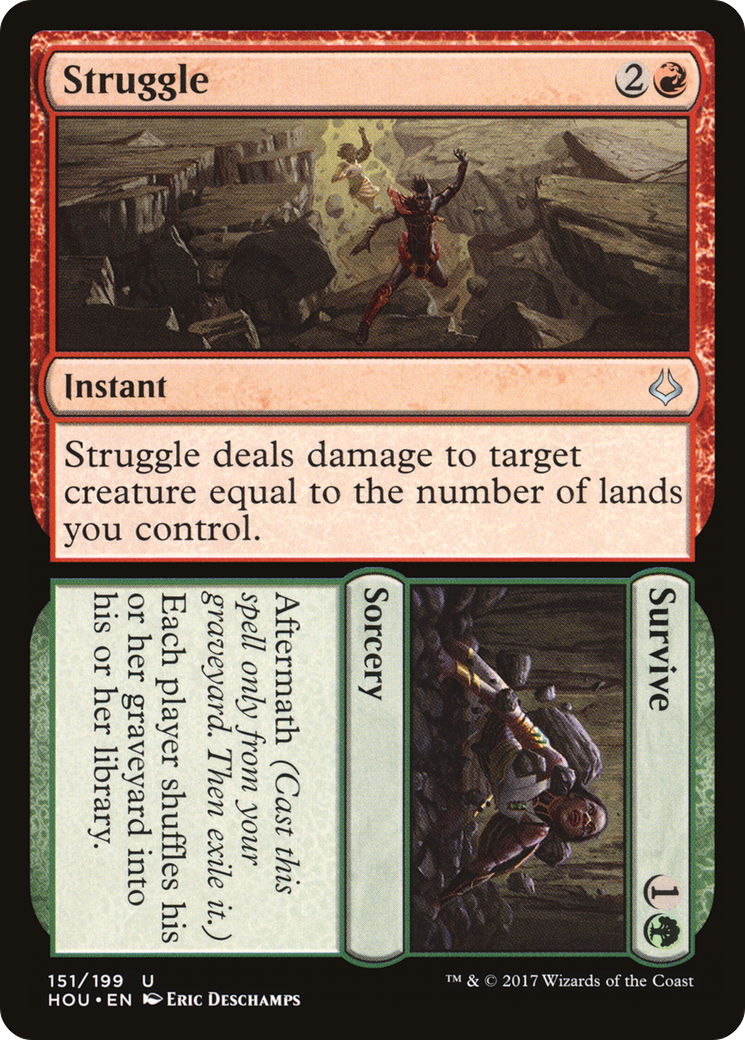 Struggle 2
Instant
Struggle deals damage to target
creature equal to the number of lands
you control.
Survive 1
Sorcery
Aftermath (Cast this
spell only from your
graveyard. Then exile it.)
Each player shuffles his
or her graveyard into
his or her library.
151/199 U
HOU • EN Eric Deschamps
™ & © 2017 Wizards of the Coast